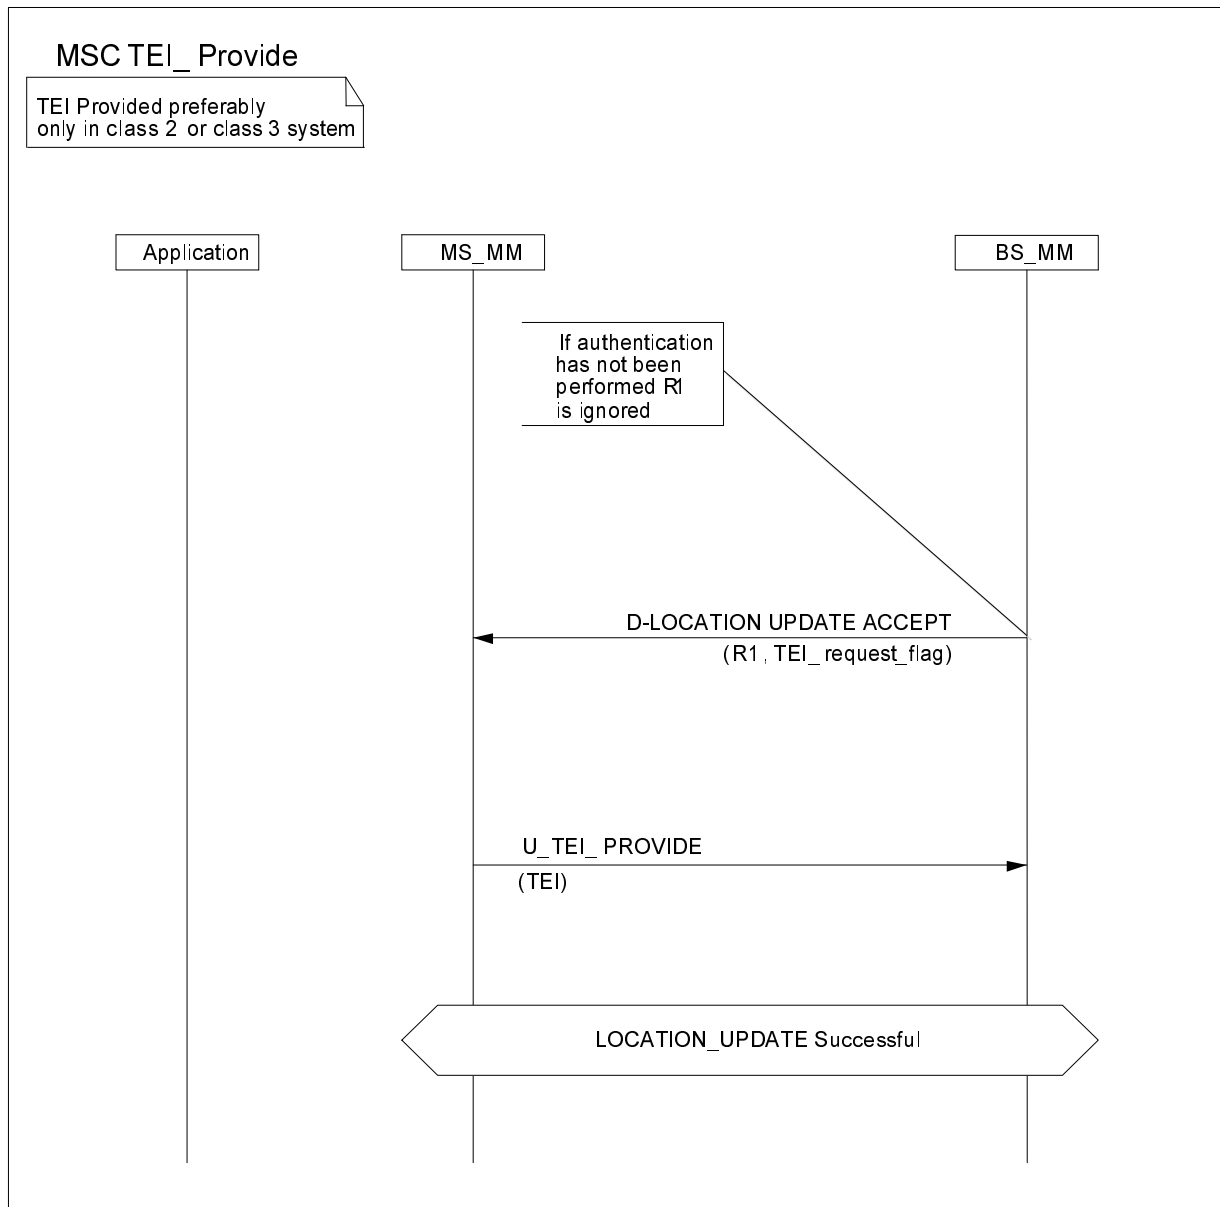 MSC TEI_ Provide
TEI Provided preferably
only in class 2 or class 3 system
Application
MS_MM
BS_MM
If authentication
has not been
performed R1
is ignored
D-LOCATION UPDATE ACCEPT
(R1, TEI_ request_flag)
U_TEI_ PROVIDE
(TEI)
LOCATION_UPDATE Successful